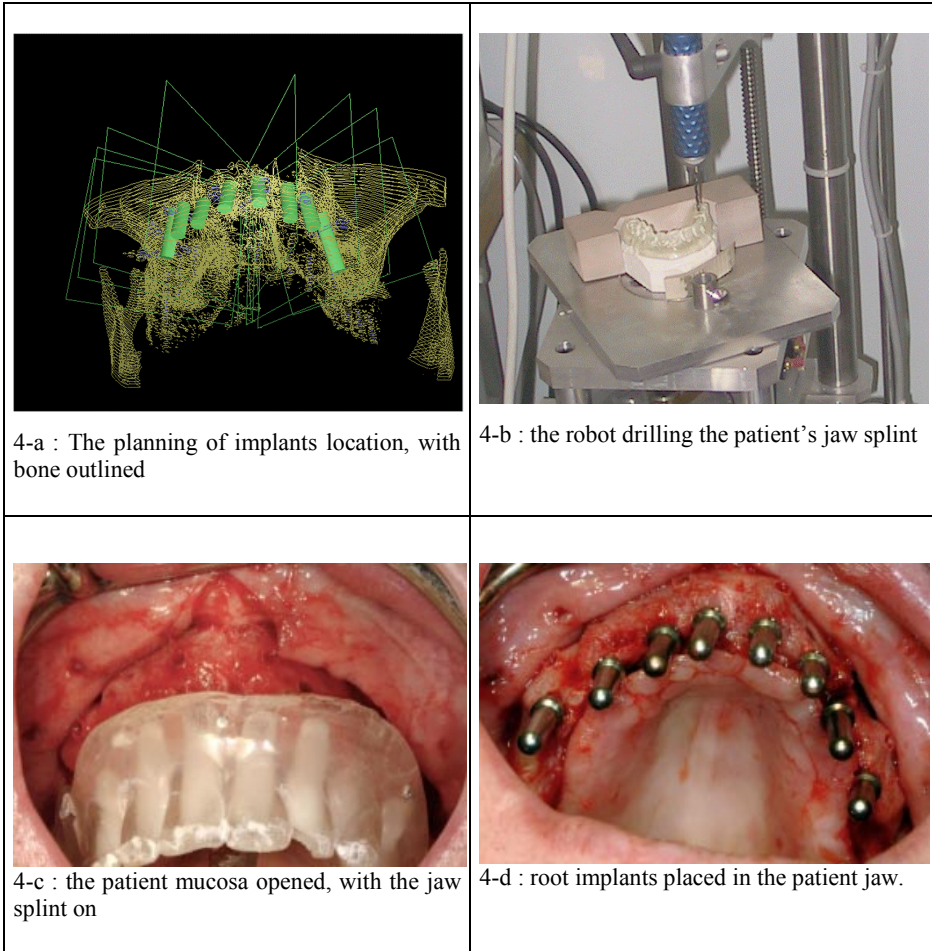 4-a : The planning of implants location, with
bone outlined
4-b : the robot drilling the patient’s jaw splint
4-c : the patient mucosa opened, with the jaw
splint on
4-d : root implants placed in the patient jaw.